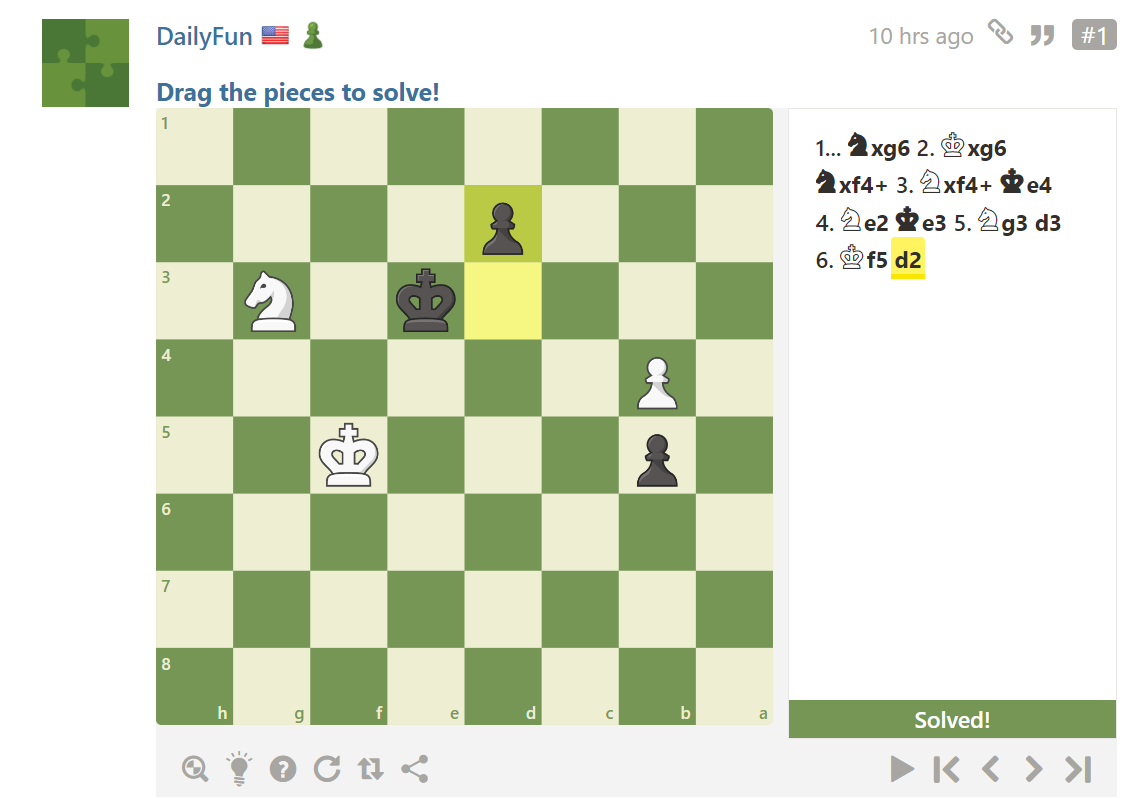 DailyFun
10 hrs ago
#1
Drag the pieces to solve!
1
2
3
4
5
6
7
8
h g f e d c b a
1... ♞xg6 2. ♔xg6
♞xf4+ 3. ♘xf4+ ♚e4
4. ♘e2 ♚e3 5. ♘g3 d3
6. ♔f5 d2
Solved!